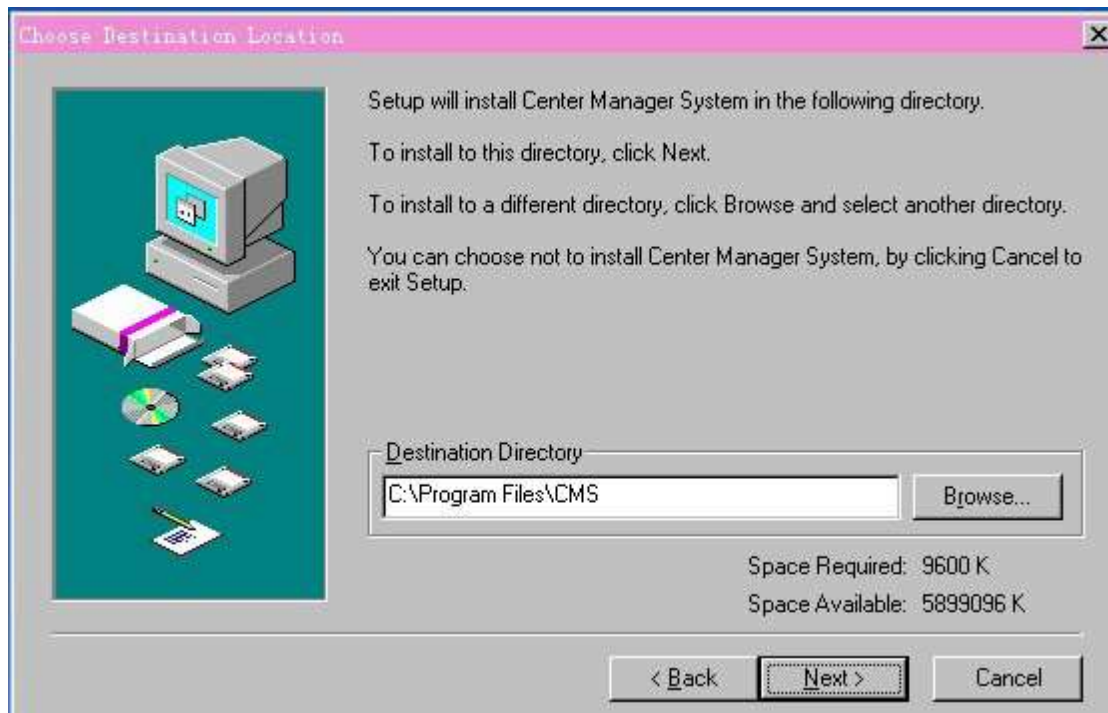 Choose Destination Location
Setup will install Center Manager System in the following directory.
To install to this directory, click Next.
To install to a different directory, click Browse and select another directory.
You can choose not to install Center Manager System, by clicking Cancel to
exit Setup.
Destination Directory
C:\Program Files\CMS
Browse...
Space Required: 9600 K
Space Available: 5899096 K
< Back Next > Cancel